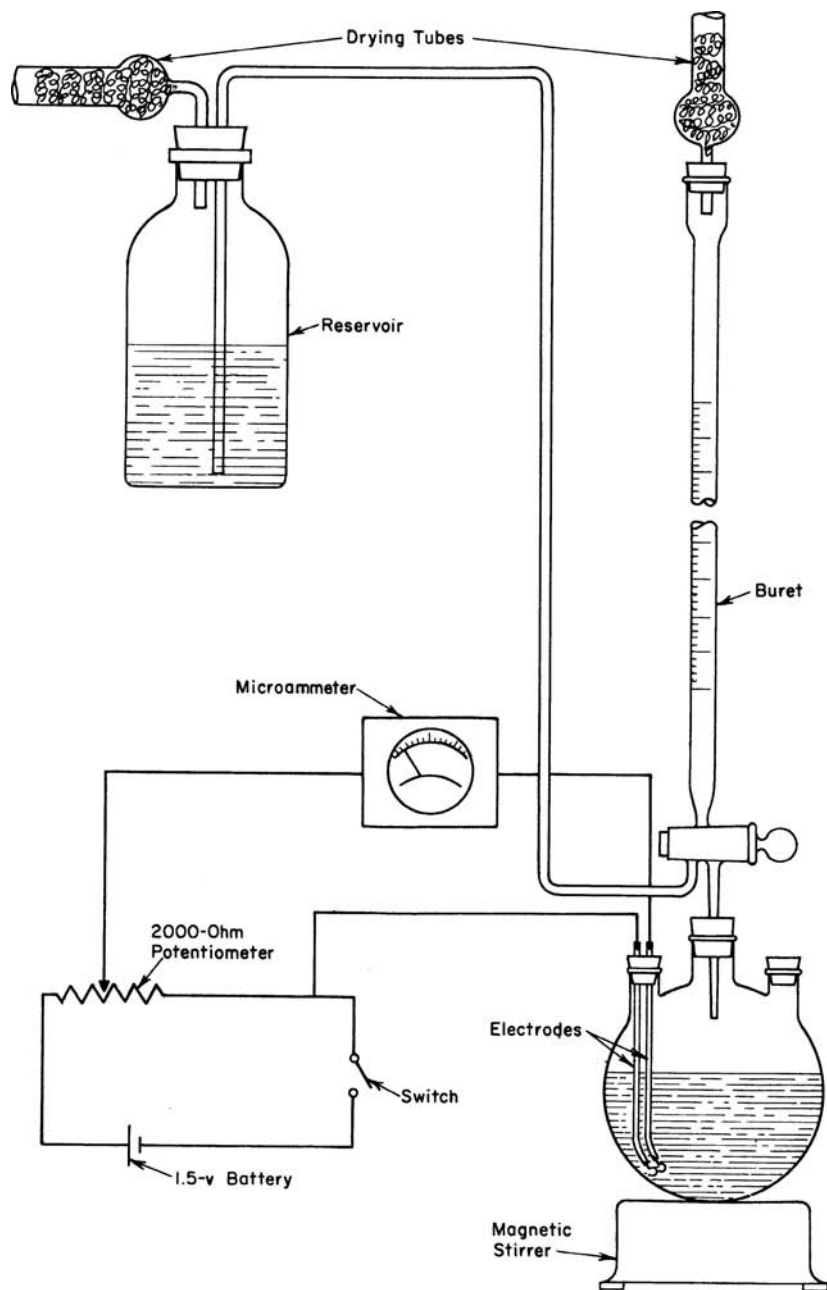 Drying Tubes
Reservoir
Buret
Microammeter
2000-Ohm
Potentiometer
Electrodes
Switch
1.5-v Battery
Magnetic
Stirrer